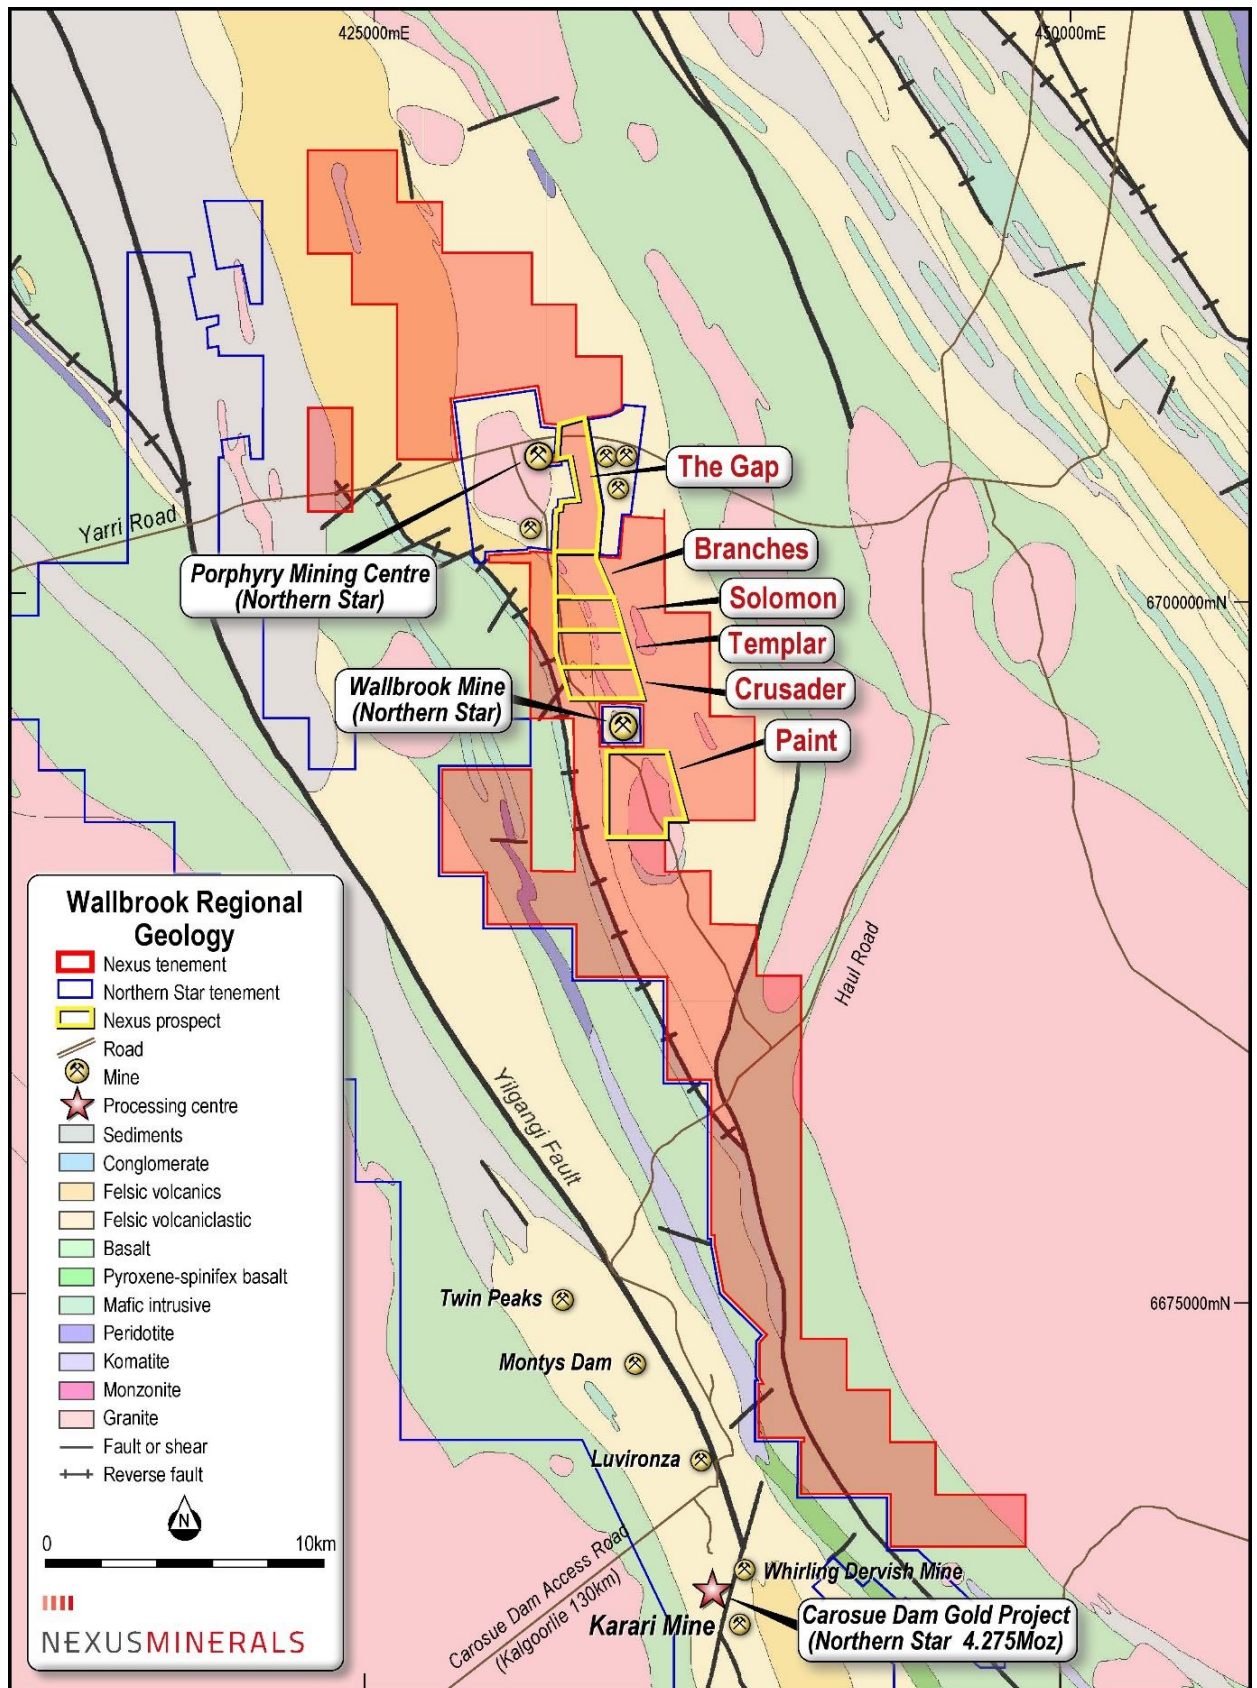 425000mE
450000mE
The Gap
Yarri Road
Branches
Porphyry Mining Centre
(Northern Star)
Solomon
6700000mN
Templar
Wallbrook Mine
(Northern Star)
Crusader
Paint
Haul Road
Yilgangi Fault
Wallbrook Regional
Geology
Nexus tenement
Northern Star tenement
Nexus prospect
Road
Mine
Processing centre
Sediments
Conglomerate
Felsic volcanics
Felsic volcaniclastic
Basalt
Pyroxene-spinifex basalt
Mafic intrusive
Peridotite
Komatite
Monzonite
Granite
Fault or shear
Reverse fault
N
0 10km
NEXUSMINERALS
Twin Peaks
6675000mN
Montys Dam
Luvironza
Carosue Dam Access Road
(Kalgoorlie 130km)
Whirling Dervish Mine
Karari Mine
Carosue Dam Gold Project
(Northern Star 4.275Moz)